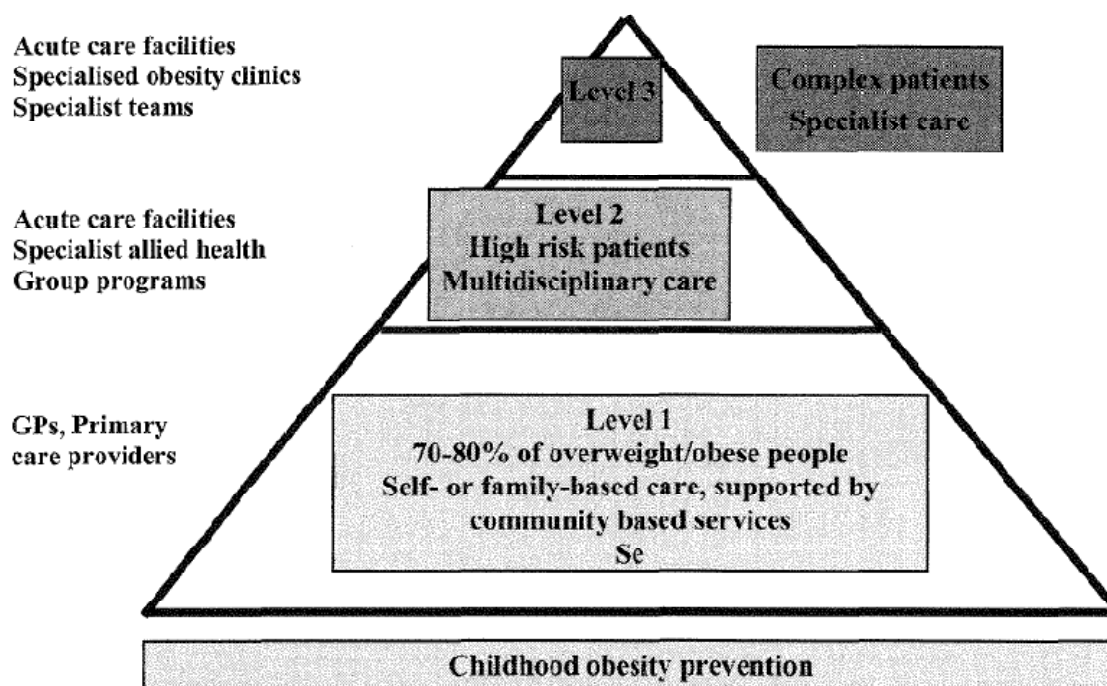 Acute care facilities
Specialised obesity clinics
Specialist teams
Level 3
Complex patients
Specialist care
Acute care facilities
Specialist allied health
Group programs
Level 2
High risk patients
Multidisciplinary care
GPs, Primary
care providers
Level 1
70-80% of overweight/obese people
Self- or family-based care, supported by
community based services
Se
Childhood obesity prevention